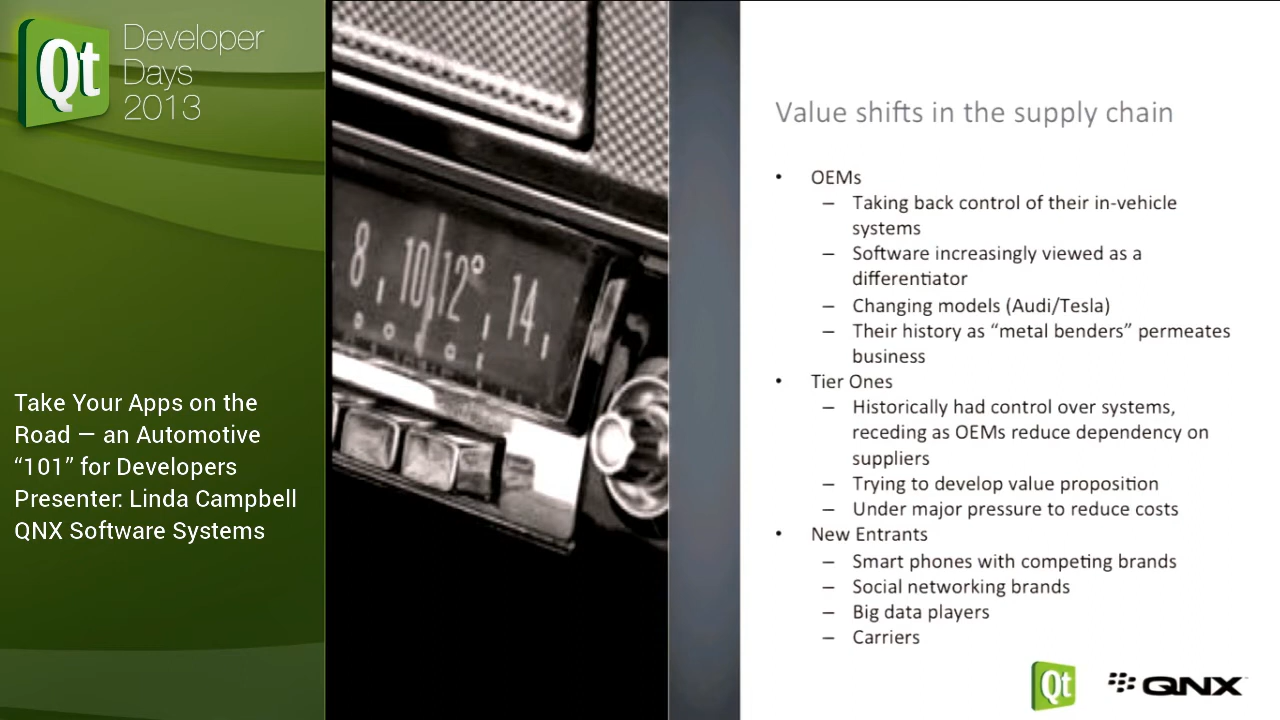 Qt
Developer
Days
2013
Take Your Apps on the
Road — an Automotive
“101” for Developers
Presenter: Linda Campbell
QNX Software Systems
8 10 12 14
Value shifts in the supply chain
• OEMs
– Taking back control of their in-vehicle
systems
– Software increasingly viewed as a
differentiator
– Changing models (Audi/Tesla)
– Their history as “metal benders” permeates
business
• Tier Ones
– Historically had control over systems,
receding as OEMs reduce dependency on
suppliers
– Trying to develop value proposition
– Under major pressure to reduce costs
• New Entrants
– Smart phones with competing brands
– Social networking brands
– Big data players
– Carriers
Qt
QNX